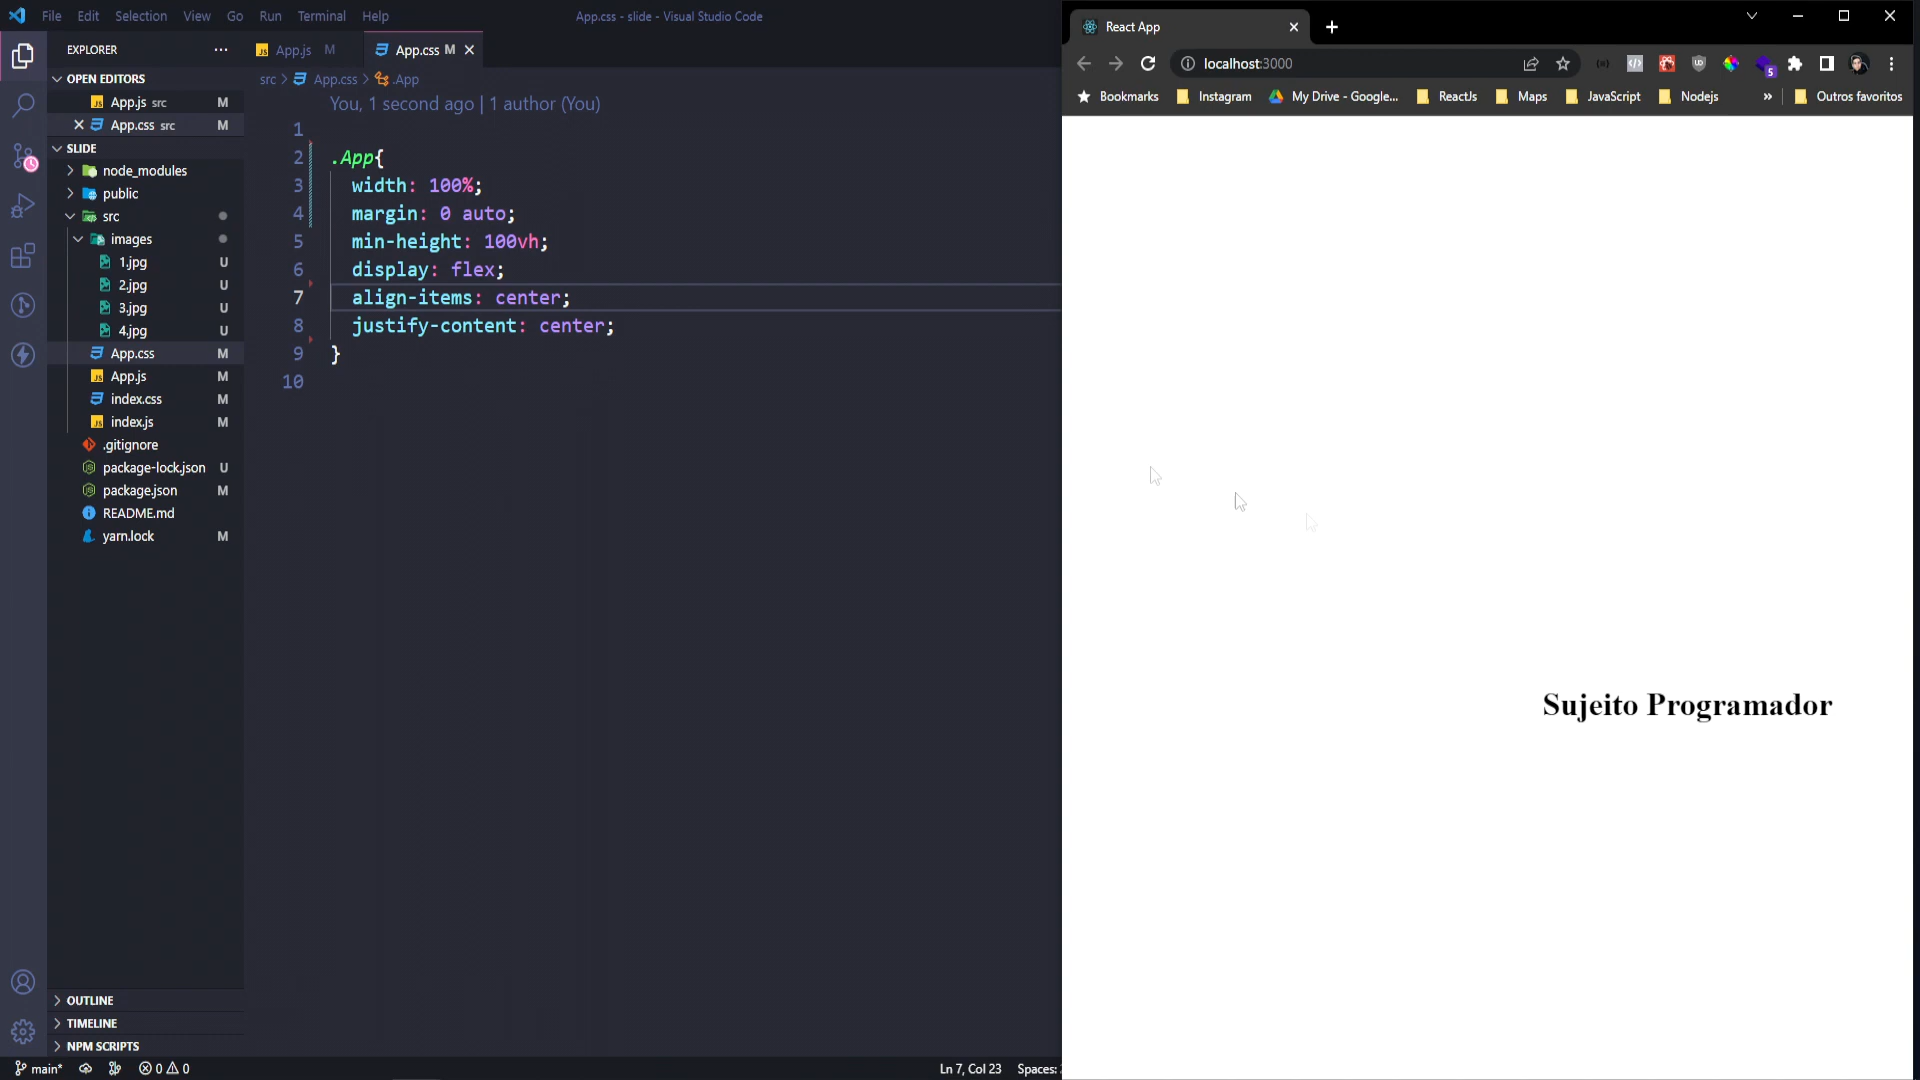 File Edit Selection View Go Run Terminal Help
App.css - slide - Visual Studio Code
EXPLORER
OPEN EDITORS
App.js src M
App.css src M
SLIDE
node_modules
public
src
images
1.jpg U
2.jpg U
3.jpg U
4.jpg U
App.css M
App.js M
index.css M
index.js M
.gitignore
package-lock.json U
package.json M
README.md
yarn.lock M
OUTLINE
TIMELINE
NPM SCRIPTS
App.js M
App.css M
src > App.css > .App
You, 1 second ago | 1 author (You)
1
2 .App{
3 width: 100%;
4 margin: 0 auto;
5 min-height: 100vh;
6 display: flex;
7 align-items: center;
8 justify-content: center;
9 }
10
main* 0 0
Ln 7, Col 23 Spaces:
React App
localhost:3000
5
Bookmarks Instagram My Drive - Google... ReactJs Maps JavaScript Nodejs » Outros favoritos
Sujeito Programador